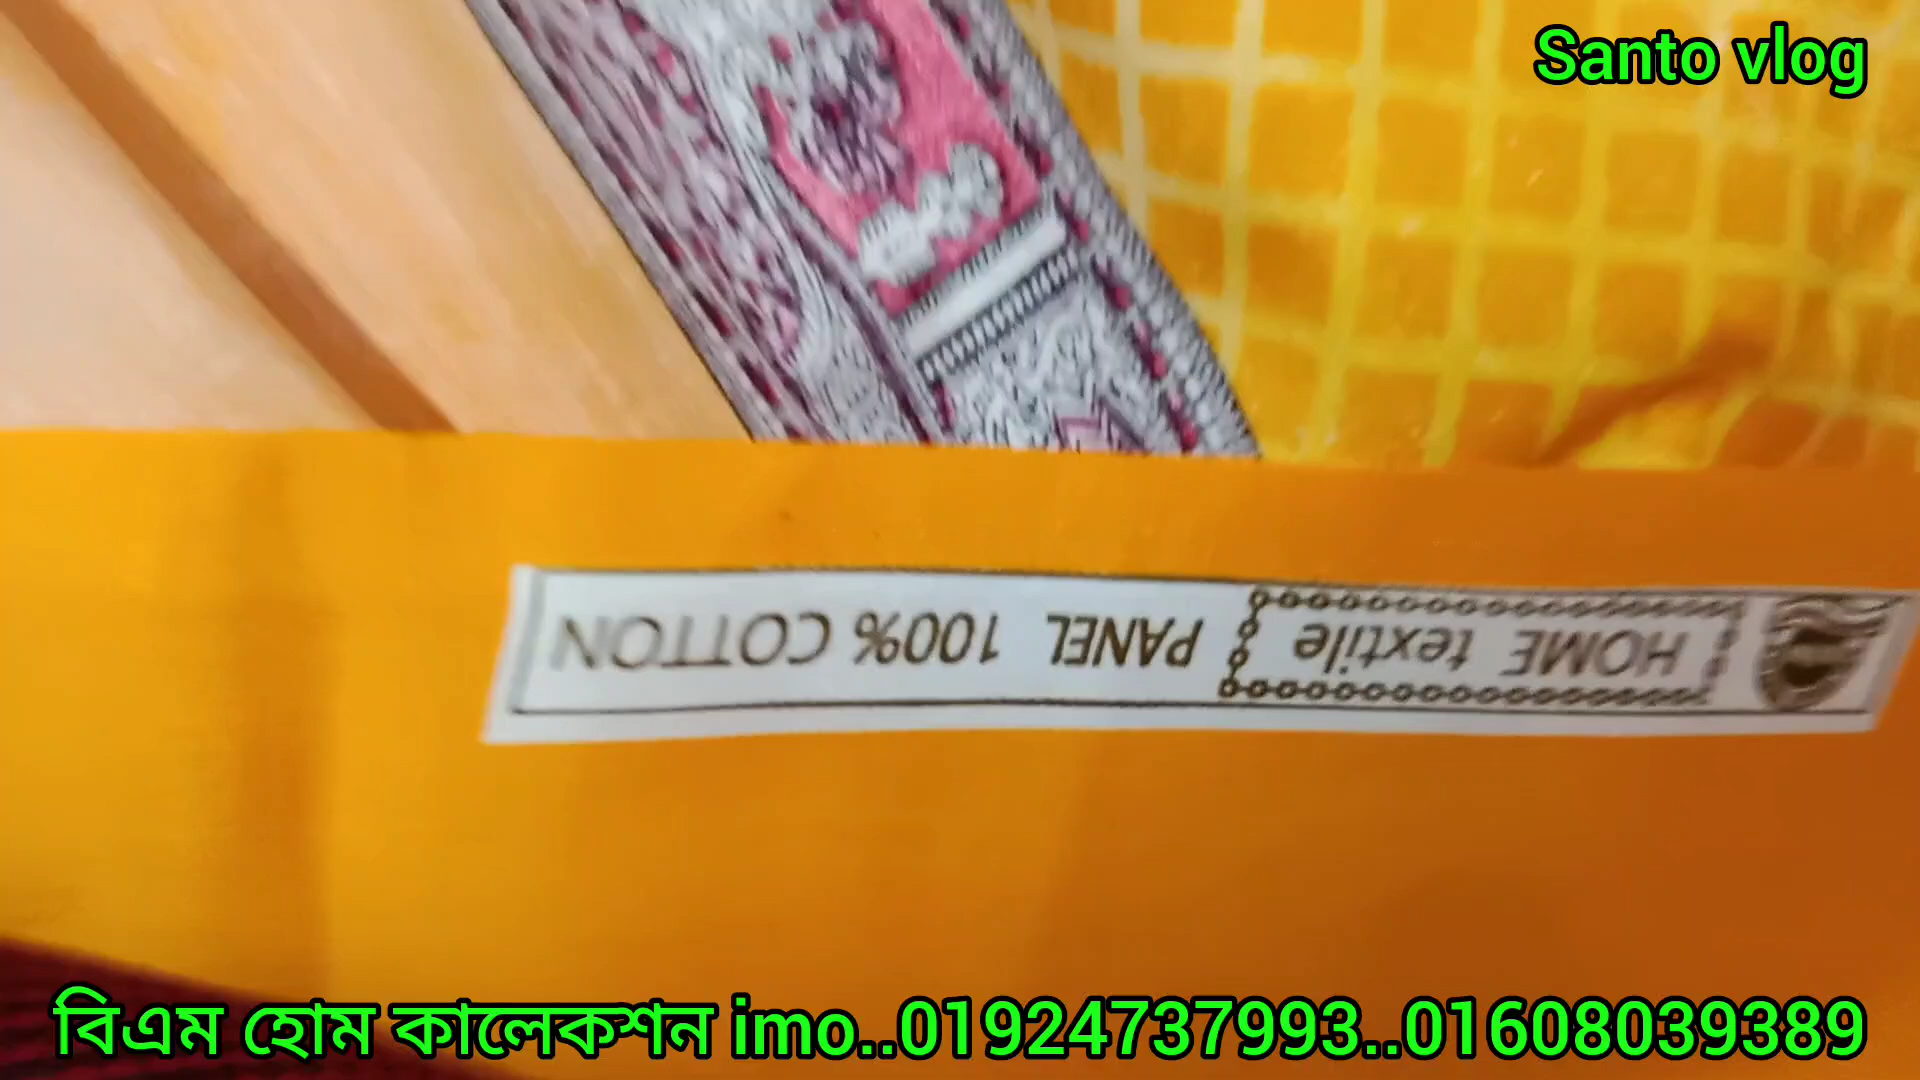 Santo vlog
HOME textile PANEL 100% COTTON
বিএম হোম কালেকশন imo..01924737993..01608039389